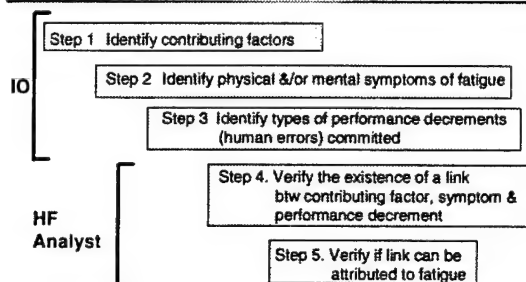 Step 1 Identify contributing factors
IO
Step 2 Identify physical &/or mental symptoms of fatigue
Step 3 Identify types of performance decrements
(human errors) committed
Step 4. Verify the existence of a link
btw contributing factor, symptom &
performance decrement
HF
Analyst
Step 5. Verify if link can be
attributed to fatigue